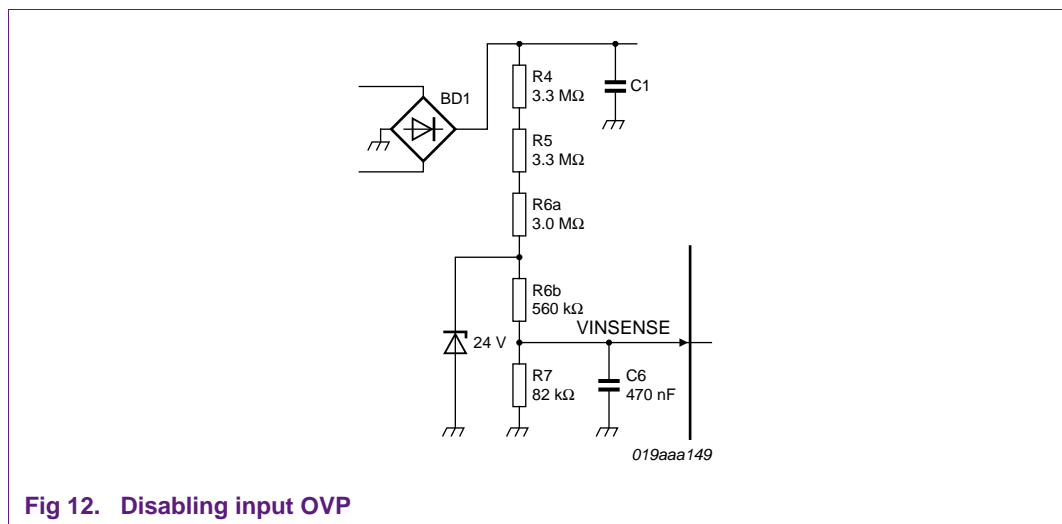 R4
3.3 MΩ
C1
BD1
R5
3.3 MΩ
R6a
3.0 MΩ
R6b
560 kΩ
VINSENSE
24 V
R7
82 kΩ
C6
470 nF
019aaa149
Fig 12. Disabling input OVP